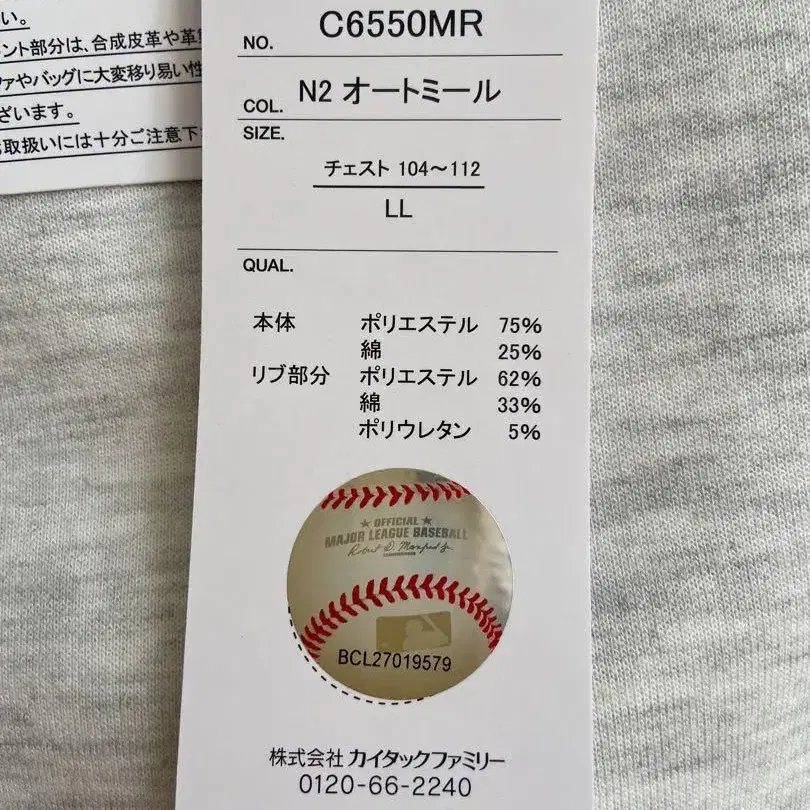 い。
ント部分は、合成皮革や革
ファやバッグに大変移り易い性
ざいます。
取扱いには十分ご注意下
NO. C6550MR
COL. N2 オートミール
SIZE.
チェスト 104〜112
LL
QUAL.
本体 ポリエステル 75%
綿 25%
リブ部分 ポリエステル 62%
綿 33%
ポリウレタン 5%
★ OFFICIAL ★
MAJOR LEAGUE BASEBALL
Robert D. Manfred Jr.
BCL27019579
株式会社 カイタックファミリー
0120-66-2240